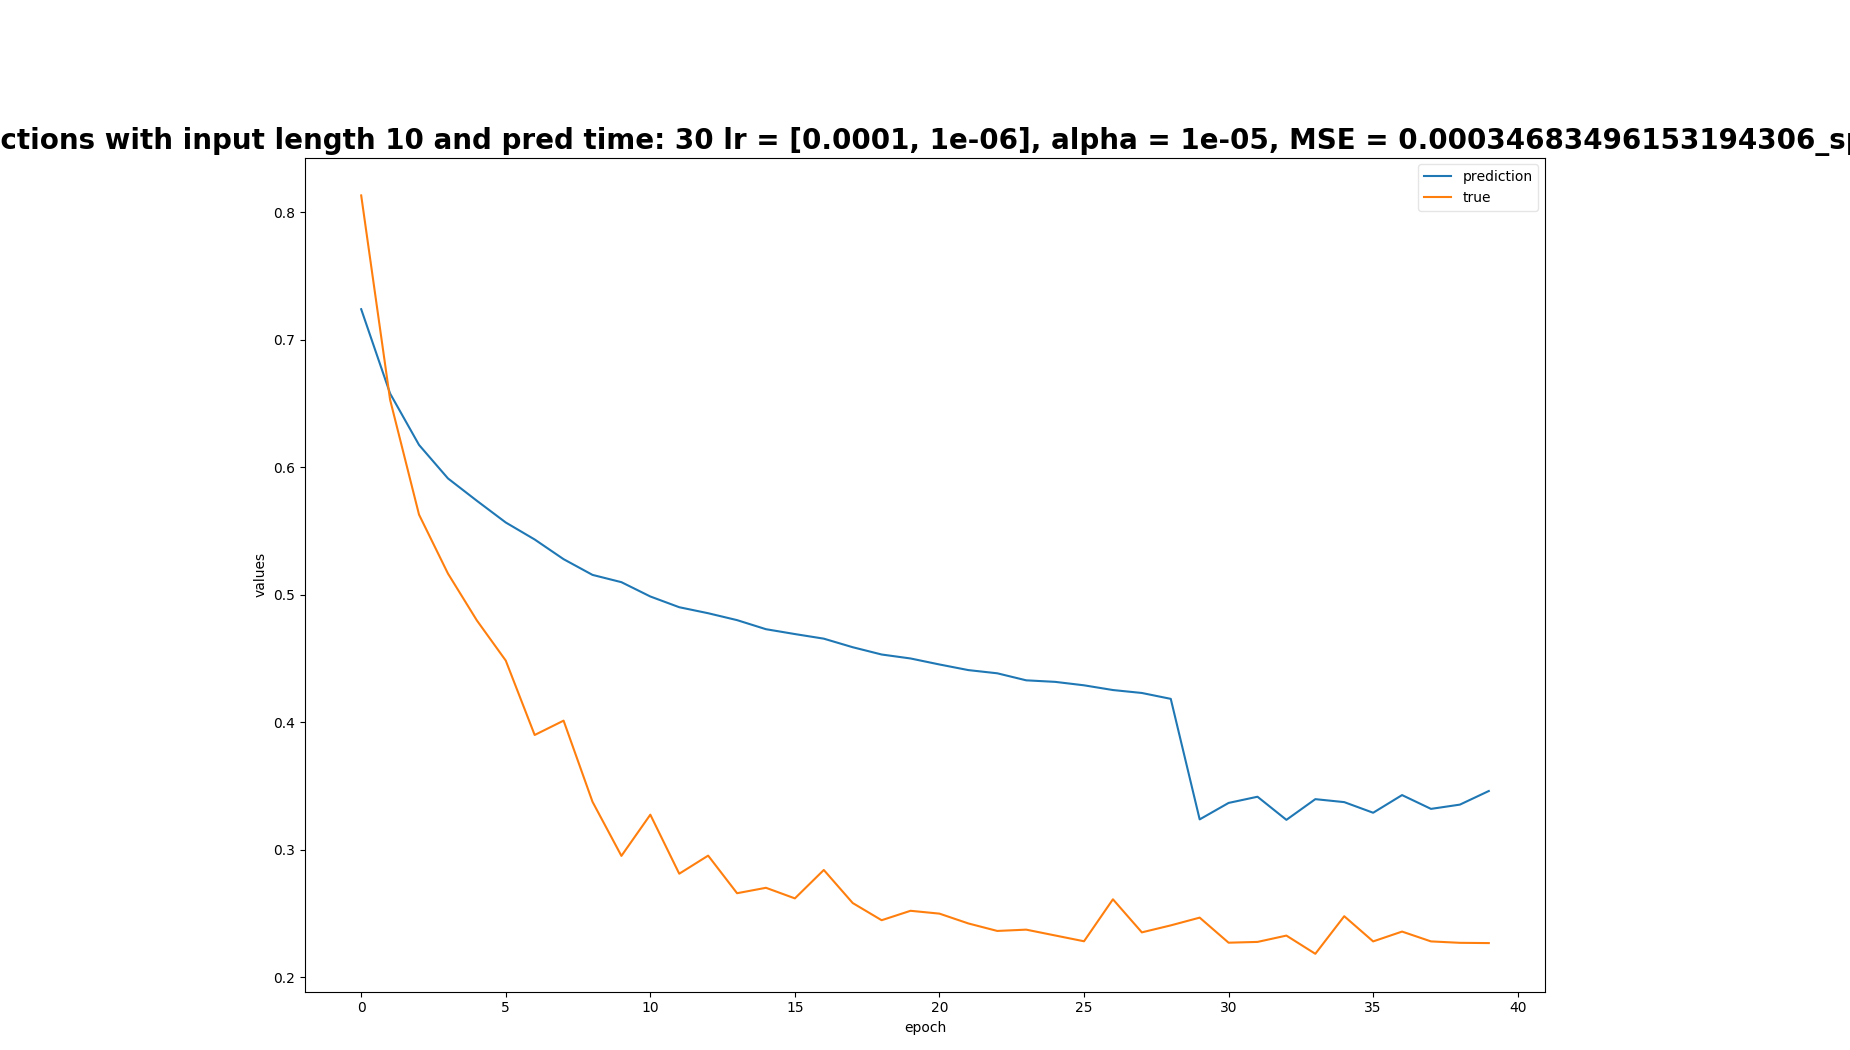 ctions with input length 10 and pred time: 30 lr = [0.0001, 1e-06], alpha = 1e-05, MSE = 0.00034683496153194306_sp
prediction
true
0.8
0.7
0.6
0.5
0.4
0.3
0.2
values
0 5 10 15 20 25 30 35 40
epoch